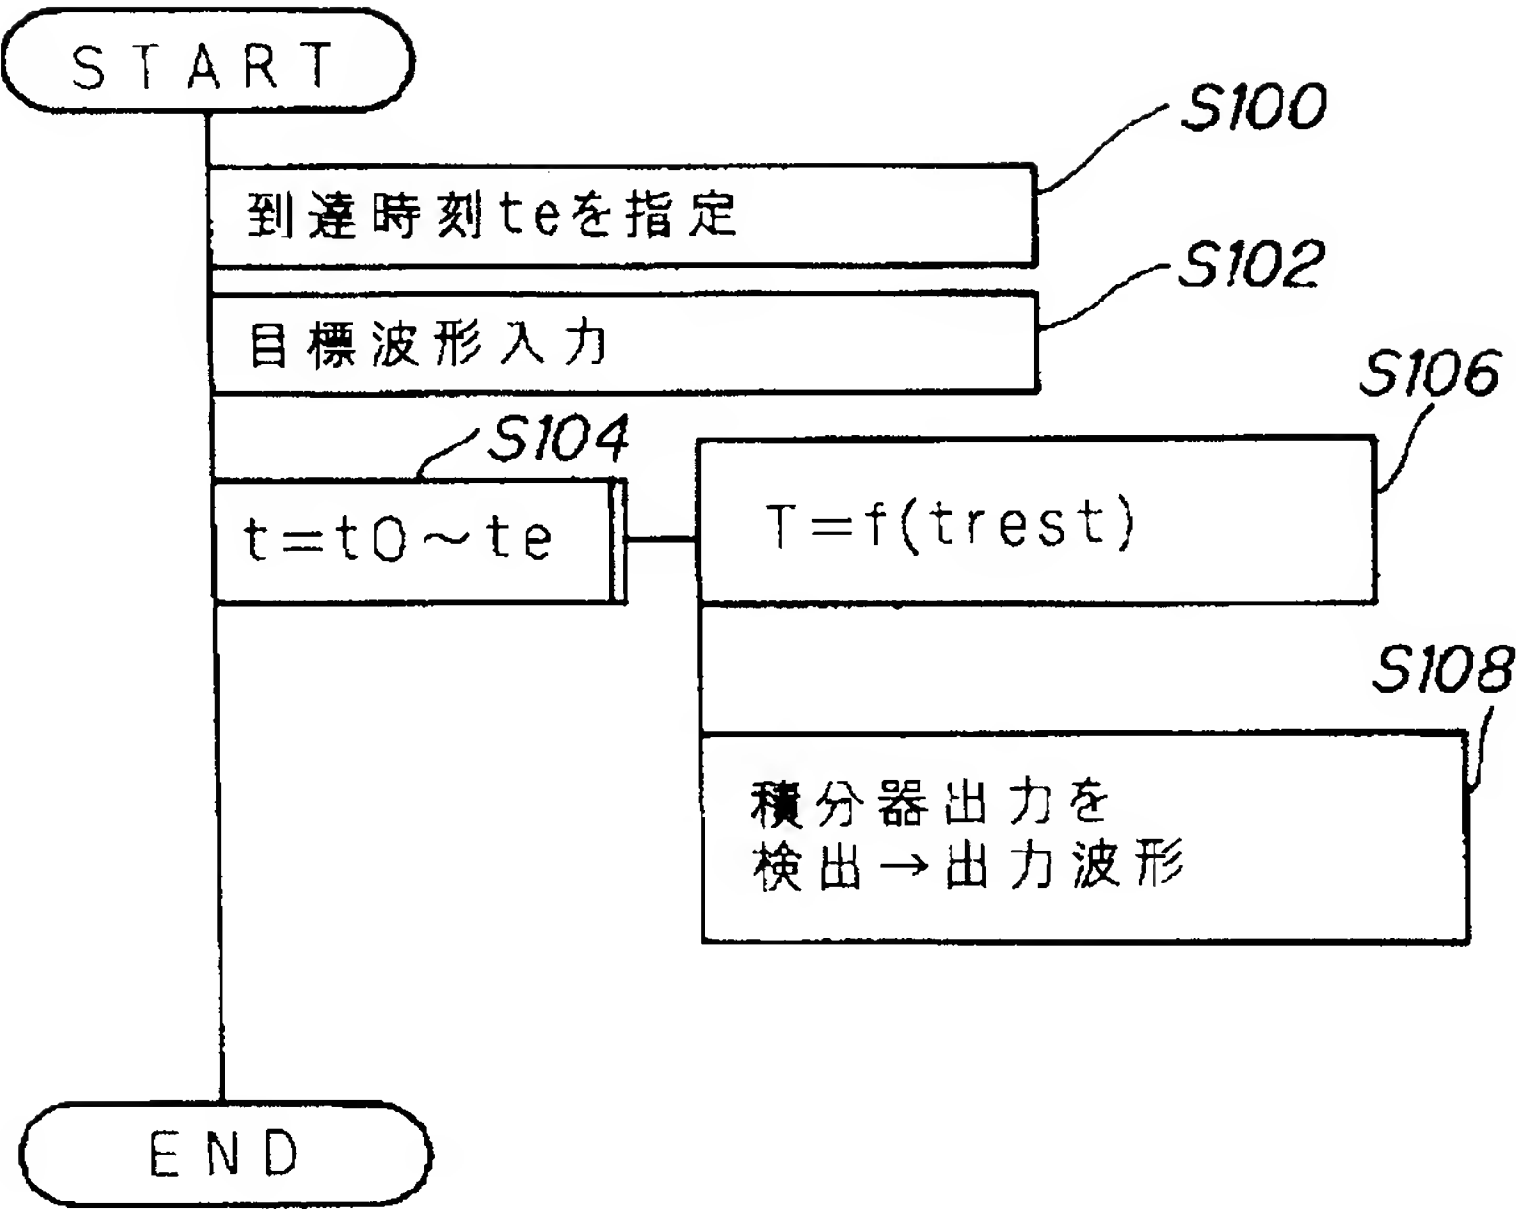 START
S100
到達時刻teを指定
S102
目標波形入力
S104
t=t0~te
S106
T=f(trest)
S108
積分器出力を
検出→出力波形
END